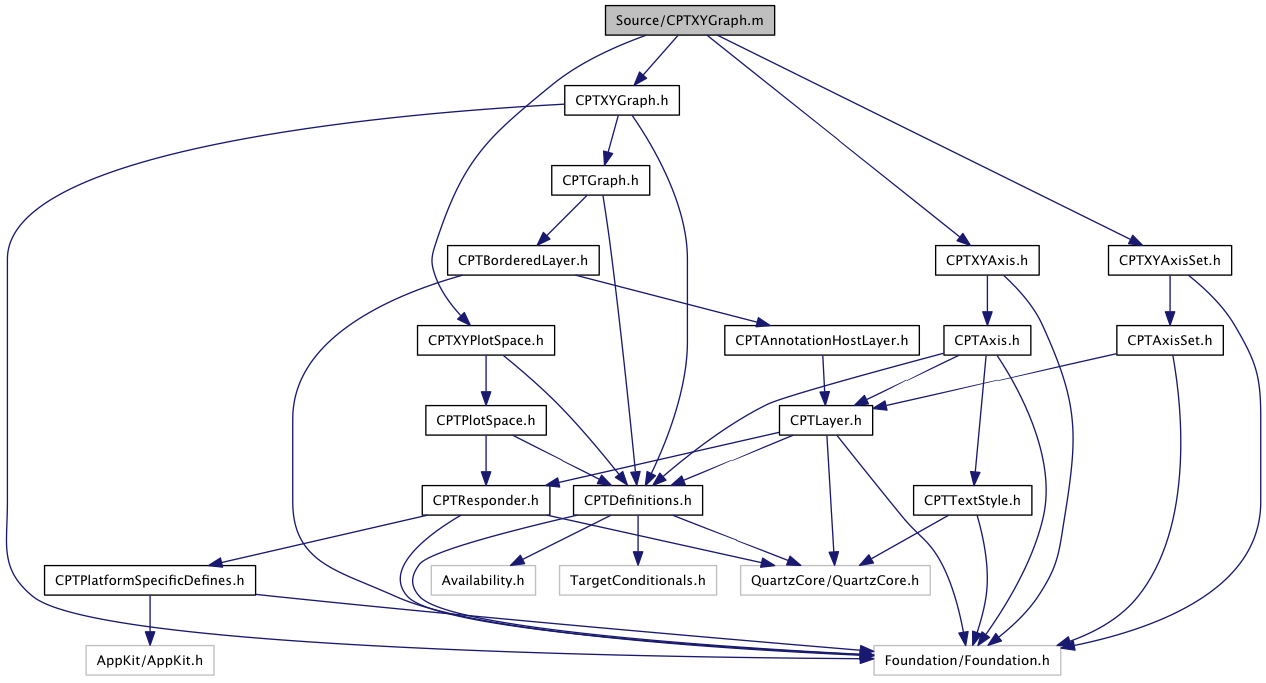 Source/CPTXYGraph.m
CPTXYGraph.h
CPTGraph.h
CPTBorderedLayer.h
CPTXYAxis.h
CPTXYAxisSet.h
CPTXYPlotSpace.h
CPTAnnotationHostLayer.h
CPTAxis.h
CPTAxisSet.h
CPTPlotSpace.h
CPTLayer.h
CPTResponder.h
CPTDefinitions.h
CPTTextStyle.h
CPTPlatformSpecificDefines.h
Availability.h
TargetConditionals.h
QuartzCore/QuartzCore.h
AppKit/AppKit.h
Foundation/Foundation.h